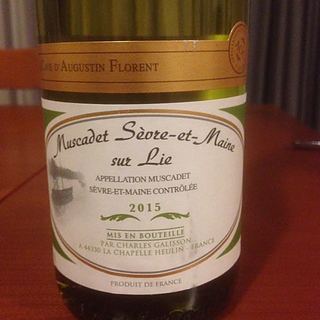 CAVE D'AUGUSTIN FLORENT
Muscadet Sèvre-et-Maine
sur Lie
APPELLATION MUSCADET
SÈVRE-ET-MAINE CONTRÔLÉE
2015
MIS EN BOUTEILLE
PAR CHARLES GALISSON
A 44330 LA CHAPELLE HEULIN - FRANCE
PRODUIT DE FRANCE